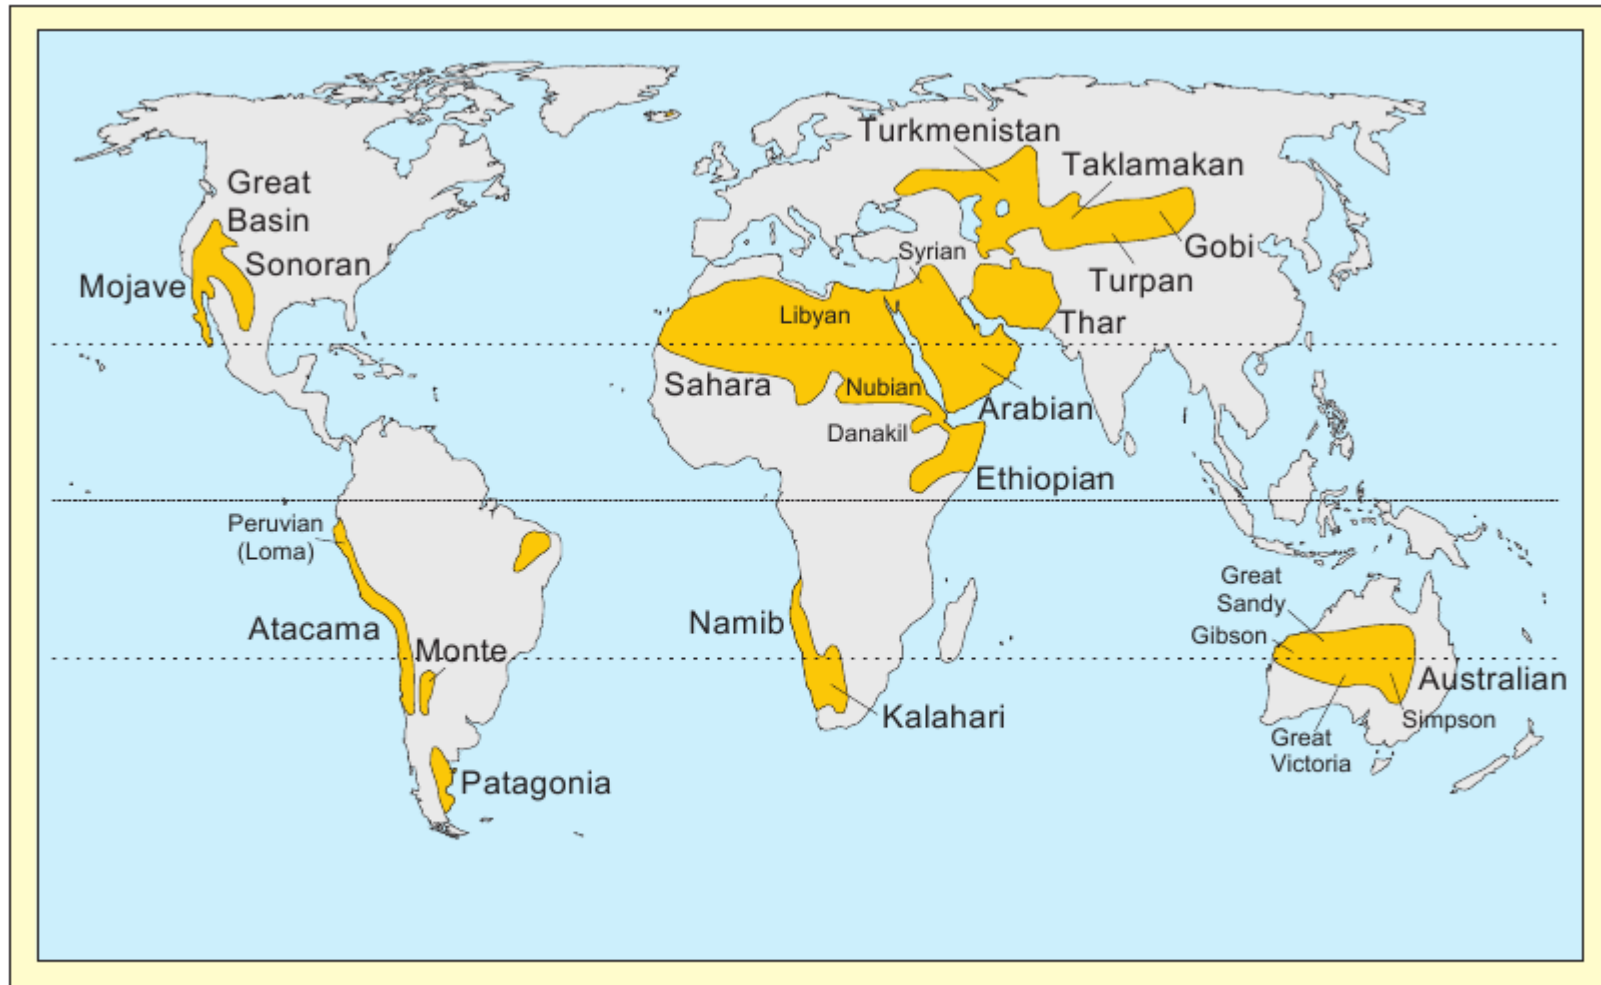 Turkmenistan
Taklamakan
Great
Basin
Sonoran
Mojave
Syrian
Gobi
Turpan
Libyan
Thar
Sahara
Nubian
Arabian
Danakil
Ethiopian
Peruvian
(Loma)
Great
Sandy
Gibson
Atacama
Namib
Monte
Australian
Kalahari
Simpson
Great
Victoria
Patagonia